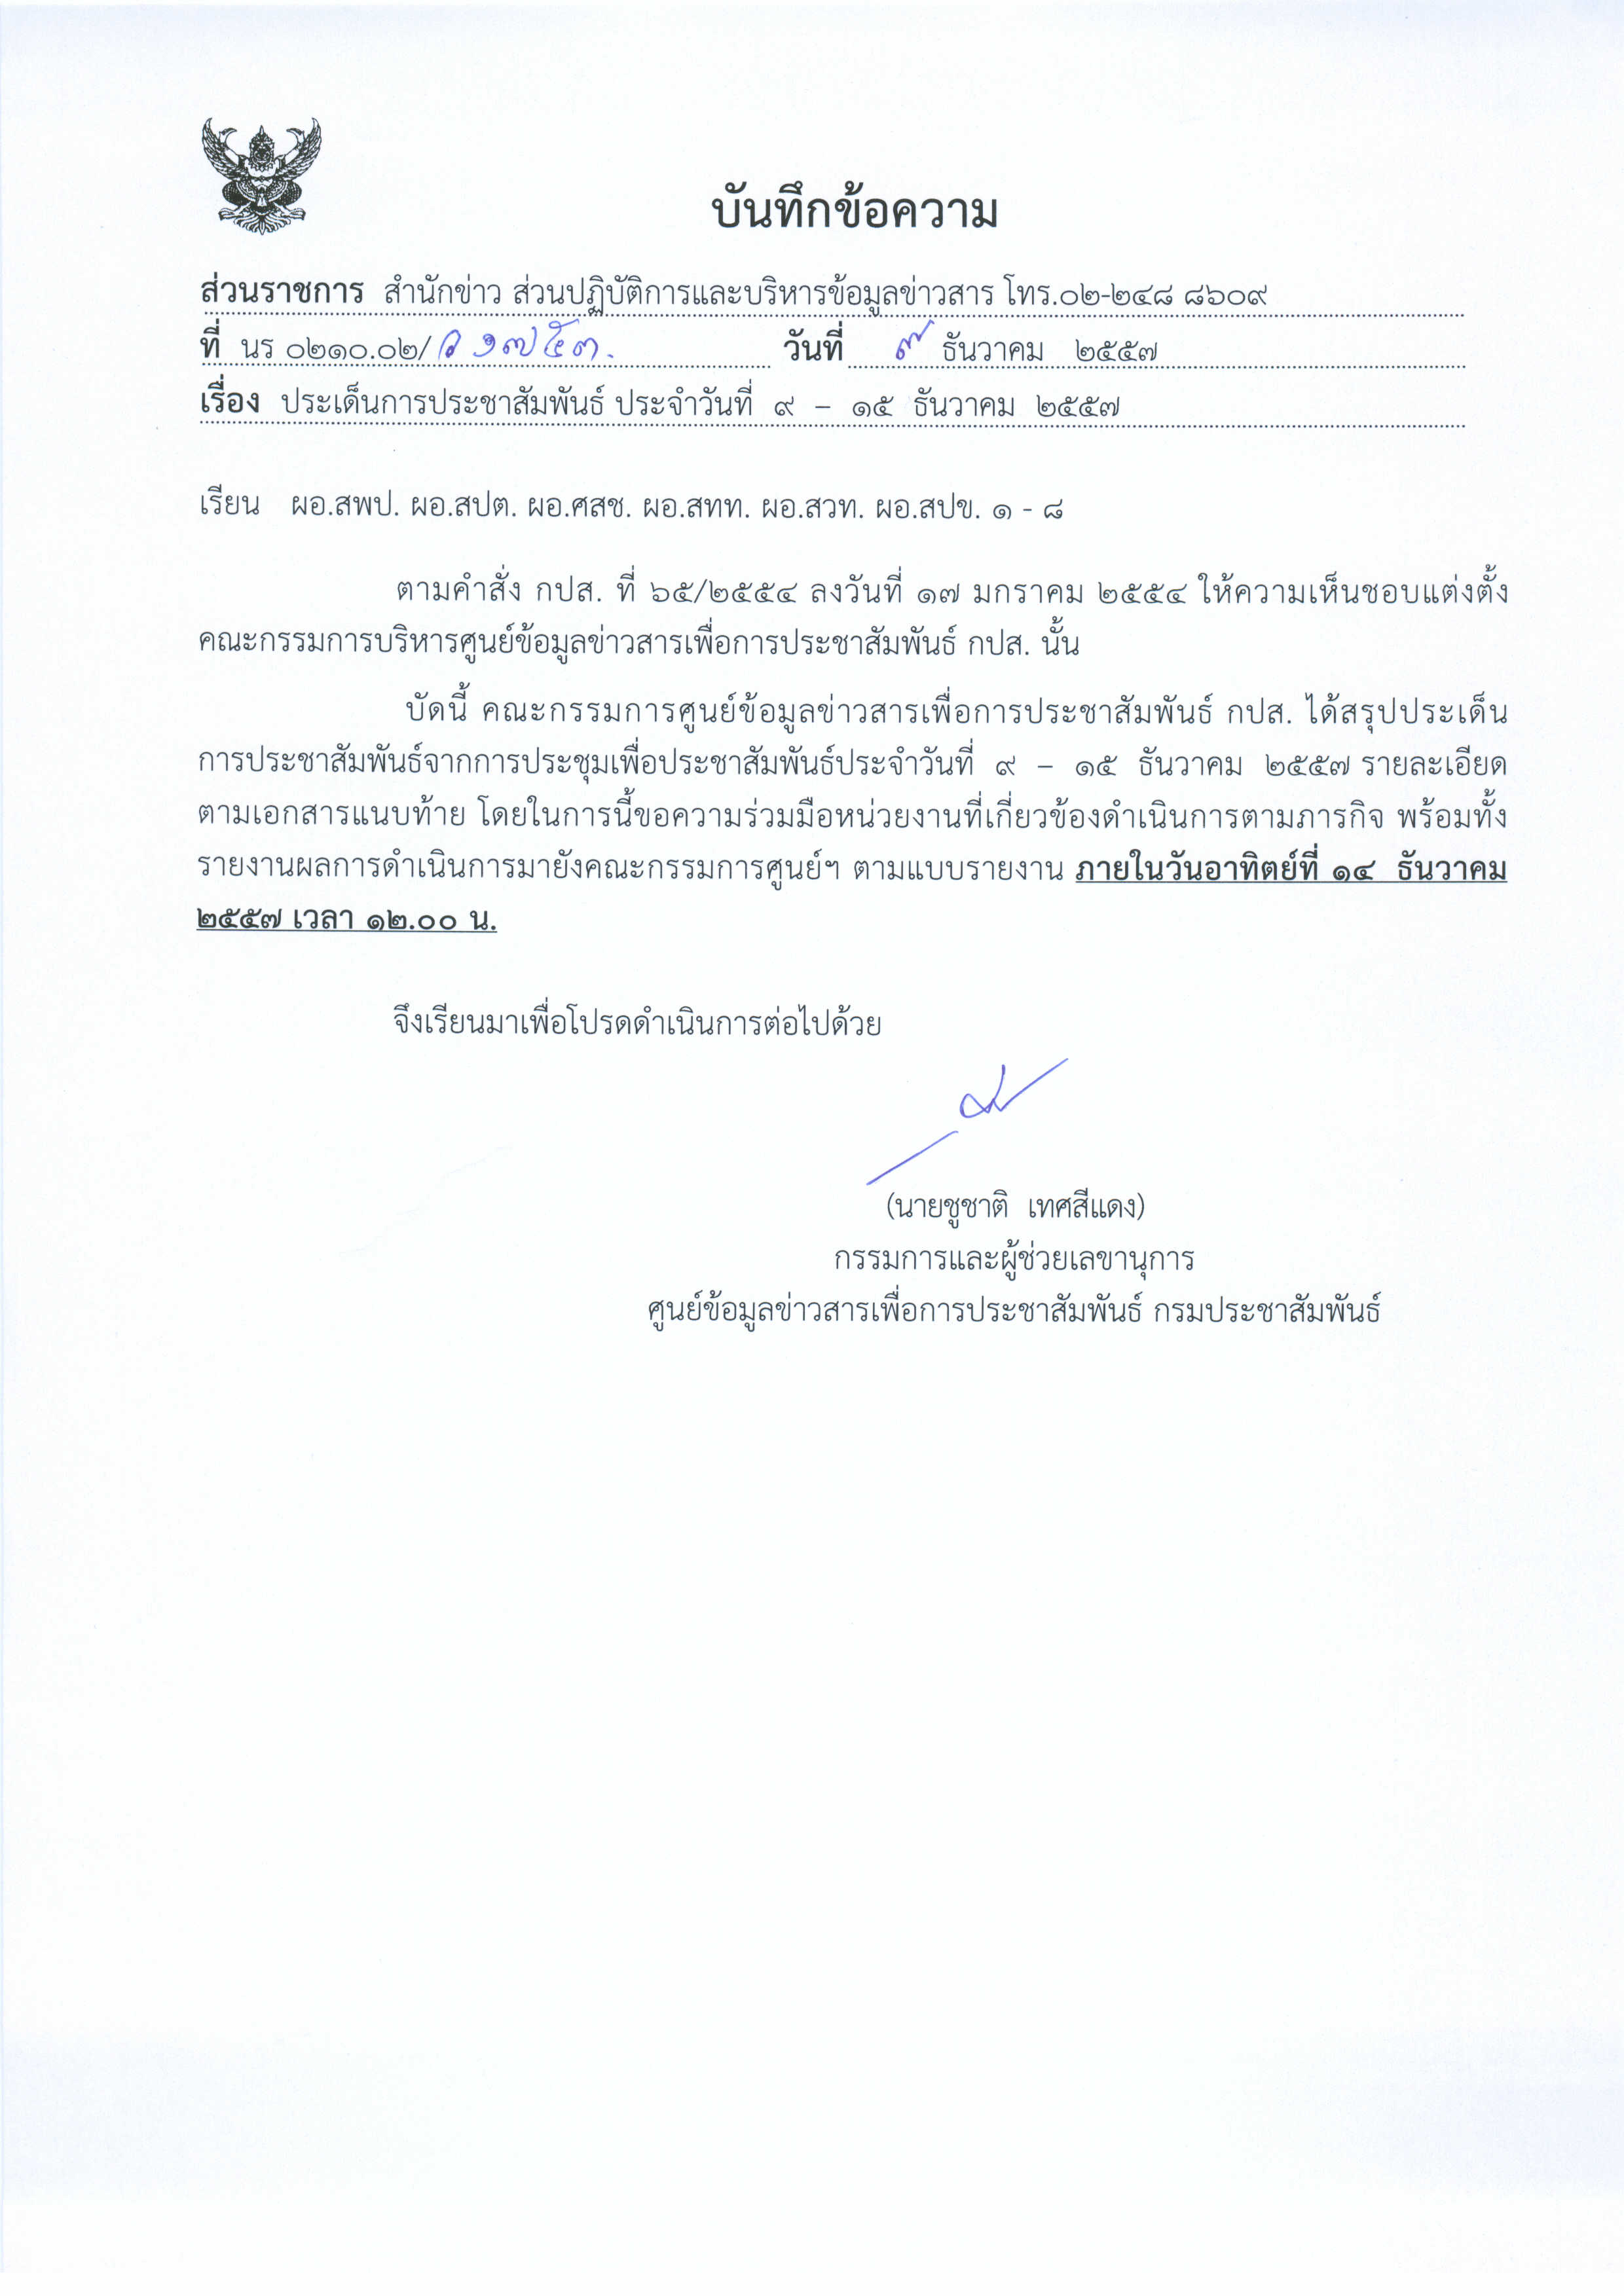 บันทึกข้อความ
ส่วนราชการ สำนักข่าว ส่วนปฏิบัติการและบริหารข้อมูลข่าวสาร โทร.๐๒-๒๔๘ ๘๖๐๙
ที่ นร ๐๒๑๐.๐๒/ว ๑๗๕๓. วันที่ ๙ ธันวาคม ๒๕๕๗
เรื่อง ประเด็นการประชาสัมพันธ์ ประจำวันที่ ๙ – ๑๕ ธันวาคม ๒๕๕๗
เรียน ผอ.สพป. ผอ.สปต. ผอ.ศสช. ผอ.สทท. ผอ.สวท. ผอ.สปข. ๑ - ๘
ตามคำสั่ง กปส. ที่ ๖๕/๒๕๕๔ ลงวันที่ ๑๗ มกราคม ๒๕๕๔ ให้ความเห็นชอบแต่งตั้ง
คณะกรรมการบริหารศูนย์ข้อมูลข่าวสารเพื่อการประชาสัมพันธ์ กปส. นั้น
บัดนี้ คณะกรรมการศูนย์ข้อมูลข่าวสารเพื่อการประชาสัมพันธ์ กปส. ได้สรุปประเด็น
การประชาสัมพันธ์จากการประชุมเพื่อประชาสัมพันธ์ประจำวันที่ ๙ – ๑๕ ธันวาคม ๒๕๕๗ รายละเอียด
ตามเอกสารแนบท้าย โดยในการนี้ขอความร่วมมือหน่วยงานที่เกี่ยวข้องดำเนินการตามภารกิจ พร้อมทั้ง
รายงานผลการดำเนินการมายังคณะกรรมการศูนย์ฯ ตามแบบรายงาน ภายในวันอาทิตย์ที่ ๑๔ ธันวาคม
๒๕๕๗ เวลา ๑๒.๐๐ น.
จึงเรียนมาเพื่อโปรดดำเนินการต่อไปด้วย
(นายชูชาติ เทศสีแดง)
กรรมการและผู้ช่วยเลขานุการ
ศูนย์ข้อมูลข่าวสารเพื่อการประชาสัมพันธ์ กรมประชาสัมพันธ์